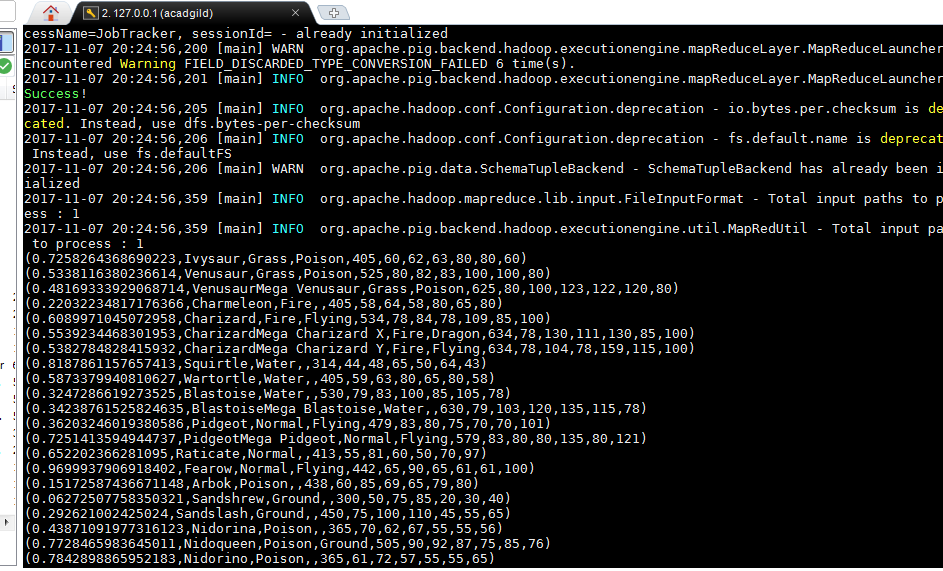 2. 127.0.0.1 (acadgild)
cessName=JobTracker, sessionId= - already initialized
2017-11-07 20:24:56,200 [main] WARN  org.apache.pig.backend.hadoop.executionengine.mapReduceLayer.MapReduceLauncher
Encountered Warning FIELD_DISCARDED_TYPE_CONVERSION_FAILED 6 time(s).
2017-11-07 20:24:56,201 [main] INFO  org.apache.pig.backend.hadoop.executionengine.mapReduceLayer.MapReduceLauncher
Success!
2017-11-07 20:24:56,205 [main] INFO  org.apache.hadoop.conf.Configuration.deprecation - io.bytes.per.checksum is de
cated. Instead, use dfs.bytes-per-checksum
2017-11-07 20:24:56,206 [main] INFO  org.apache.hadoop.conf.Configuration.deprecation - fs.default.name is deprecat
 Instead, use fs.defaultFS
2017-11-07 20:24:56,206 [main] WARN  org.apache.pig.data.SchemaTupleBackend - SchemaTupleBackend has already been i
ialized
2017-11-07 20:24:56,359 [main] INFO  org.apache.hadoop.mapreduce.lib.input.FileInputFormat - Total input paths to p
ess : 1
2017-11-07 20:24:56,359 [main] INFO  org.apache.pig.backend.hadoop.executionengine.util.MapRedUtil - Total input pa
 to process : 1
(0.7258264368690223,Ivysaur,Grass,Poison,405,60,62,63,80,80,60)
(0.5338116380236614,Venusaur,Grass,Poison,525,80,82,83,100,100,80)
(0.48169333929068714,VenusaurMega Venusaur,Grass,Poison,625,80,100,123,122,120,80)
(0.22032234817176366,Charmeleon,Fire,,405,58,64,58,80,65,80)
(0.6089971045072958,Charizard,Fire,Flying,534,78,84,78,109,85,100)
(0.5539234468301953,CharizardMega Charizard X,Fire,Dragon,634,78,130,111,130,85,100)
(0.5382784828415932,CharizardMega Charizard Y,Fire,Flying,634,78,104,78,159,115,100)
(0.8187861157657413,Squirtle,Water,,314,44,48,65,50,64,43)
(0.5873379940810627,Wartortle,Water,,405,59,63,80,65,80,58)
(0.3247286619273525,Blastoise,Water,,530,79,83,100,85,105,78)
(0.34238761525824635,BlastoiseMega Blastoise,Water,,630,79,103,120,135,115,78)
(0.36203246019380586,Pidgeot,Normal,Flying,479,83,80,75,70,70,101)
(0.7251413594944737,PidgeotMega Pidgeot,Normal,Flying,579,83,80,80,135,80,121)
(0.652202366281095,Raticate,Normal,,413,55,81,60,50,70,97)
(0.9699937906918402,Fearow,Normal,Flying,442,65,90,65,61,61,100)
(0.15172587436671148,Arbok,Poison,,438,60,85,69,65,79,80)
(0.06272507758350321,Sandshrew,Ground,,300,50,75,85,20,30,40)
(0.292621002425024,Sandslash,Ground,,450,75,100,110,45,55,65)
(0.43871091977316123,Nidorina,Poison,,365,70,62,67,55,55,56)
(0.7728465983645011,Nidoqueen,Poison,Ground,505,90,92,87,75,85,76)
(0.7842898865952183,Nidorino,Poison,,365,61,72,57,55,55,65)